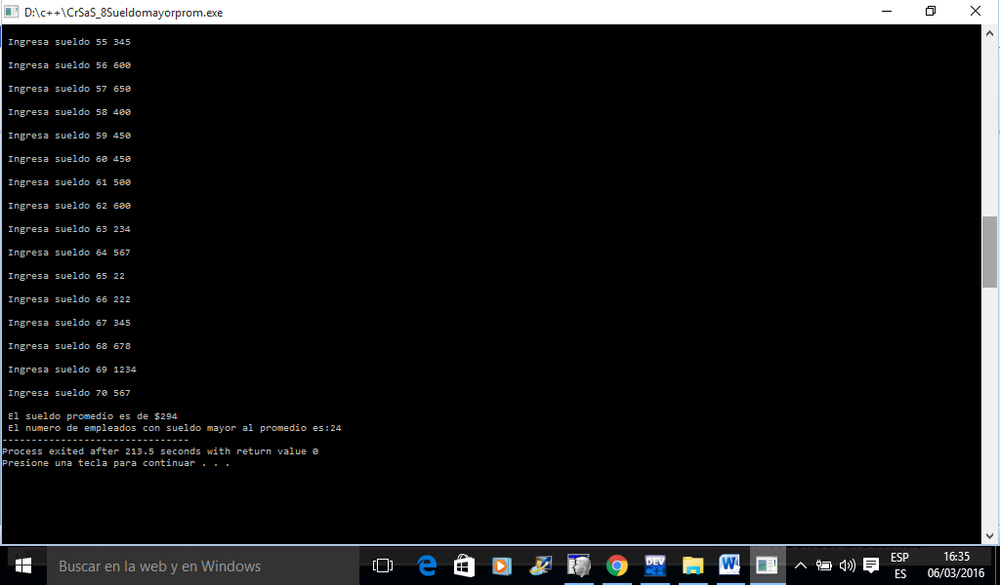 D:\c++\CrSaS_8Sueldomayorprom.exe
Ingresa sueldo 55 345
Ingresa sueldo 56 600
Ingresa sueldo 57 650
Ingresa sueldo 58 400
Ingresa sueldo 59 450
Ingresa sueldo 60 450
Ingresa sueldo 61 500
Ingresa sueldo 62 600
Ingresa sueldo 63 234
Ingresa sueldo 64 567
Ingresa sueldo 65 22
Ingresa sueldo 66 222
Ingresa sueldo 67 345
Ingresa sueldo 68 678
Ingresa sueldo 69 1234
Ingresa sueldo 70 567
El sueldo promedio es de $294
El numero de empleados con sueldo mayor al promedio es:24
--------------------------------
Process exited after 213.5 seconds with return value 0
Presione una tecla para continuar . . .
Buscar en la web y en Windows
DEV
W
ESP
ES
16:35
06/03/2016